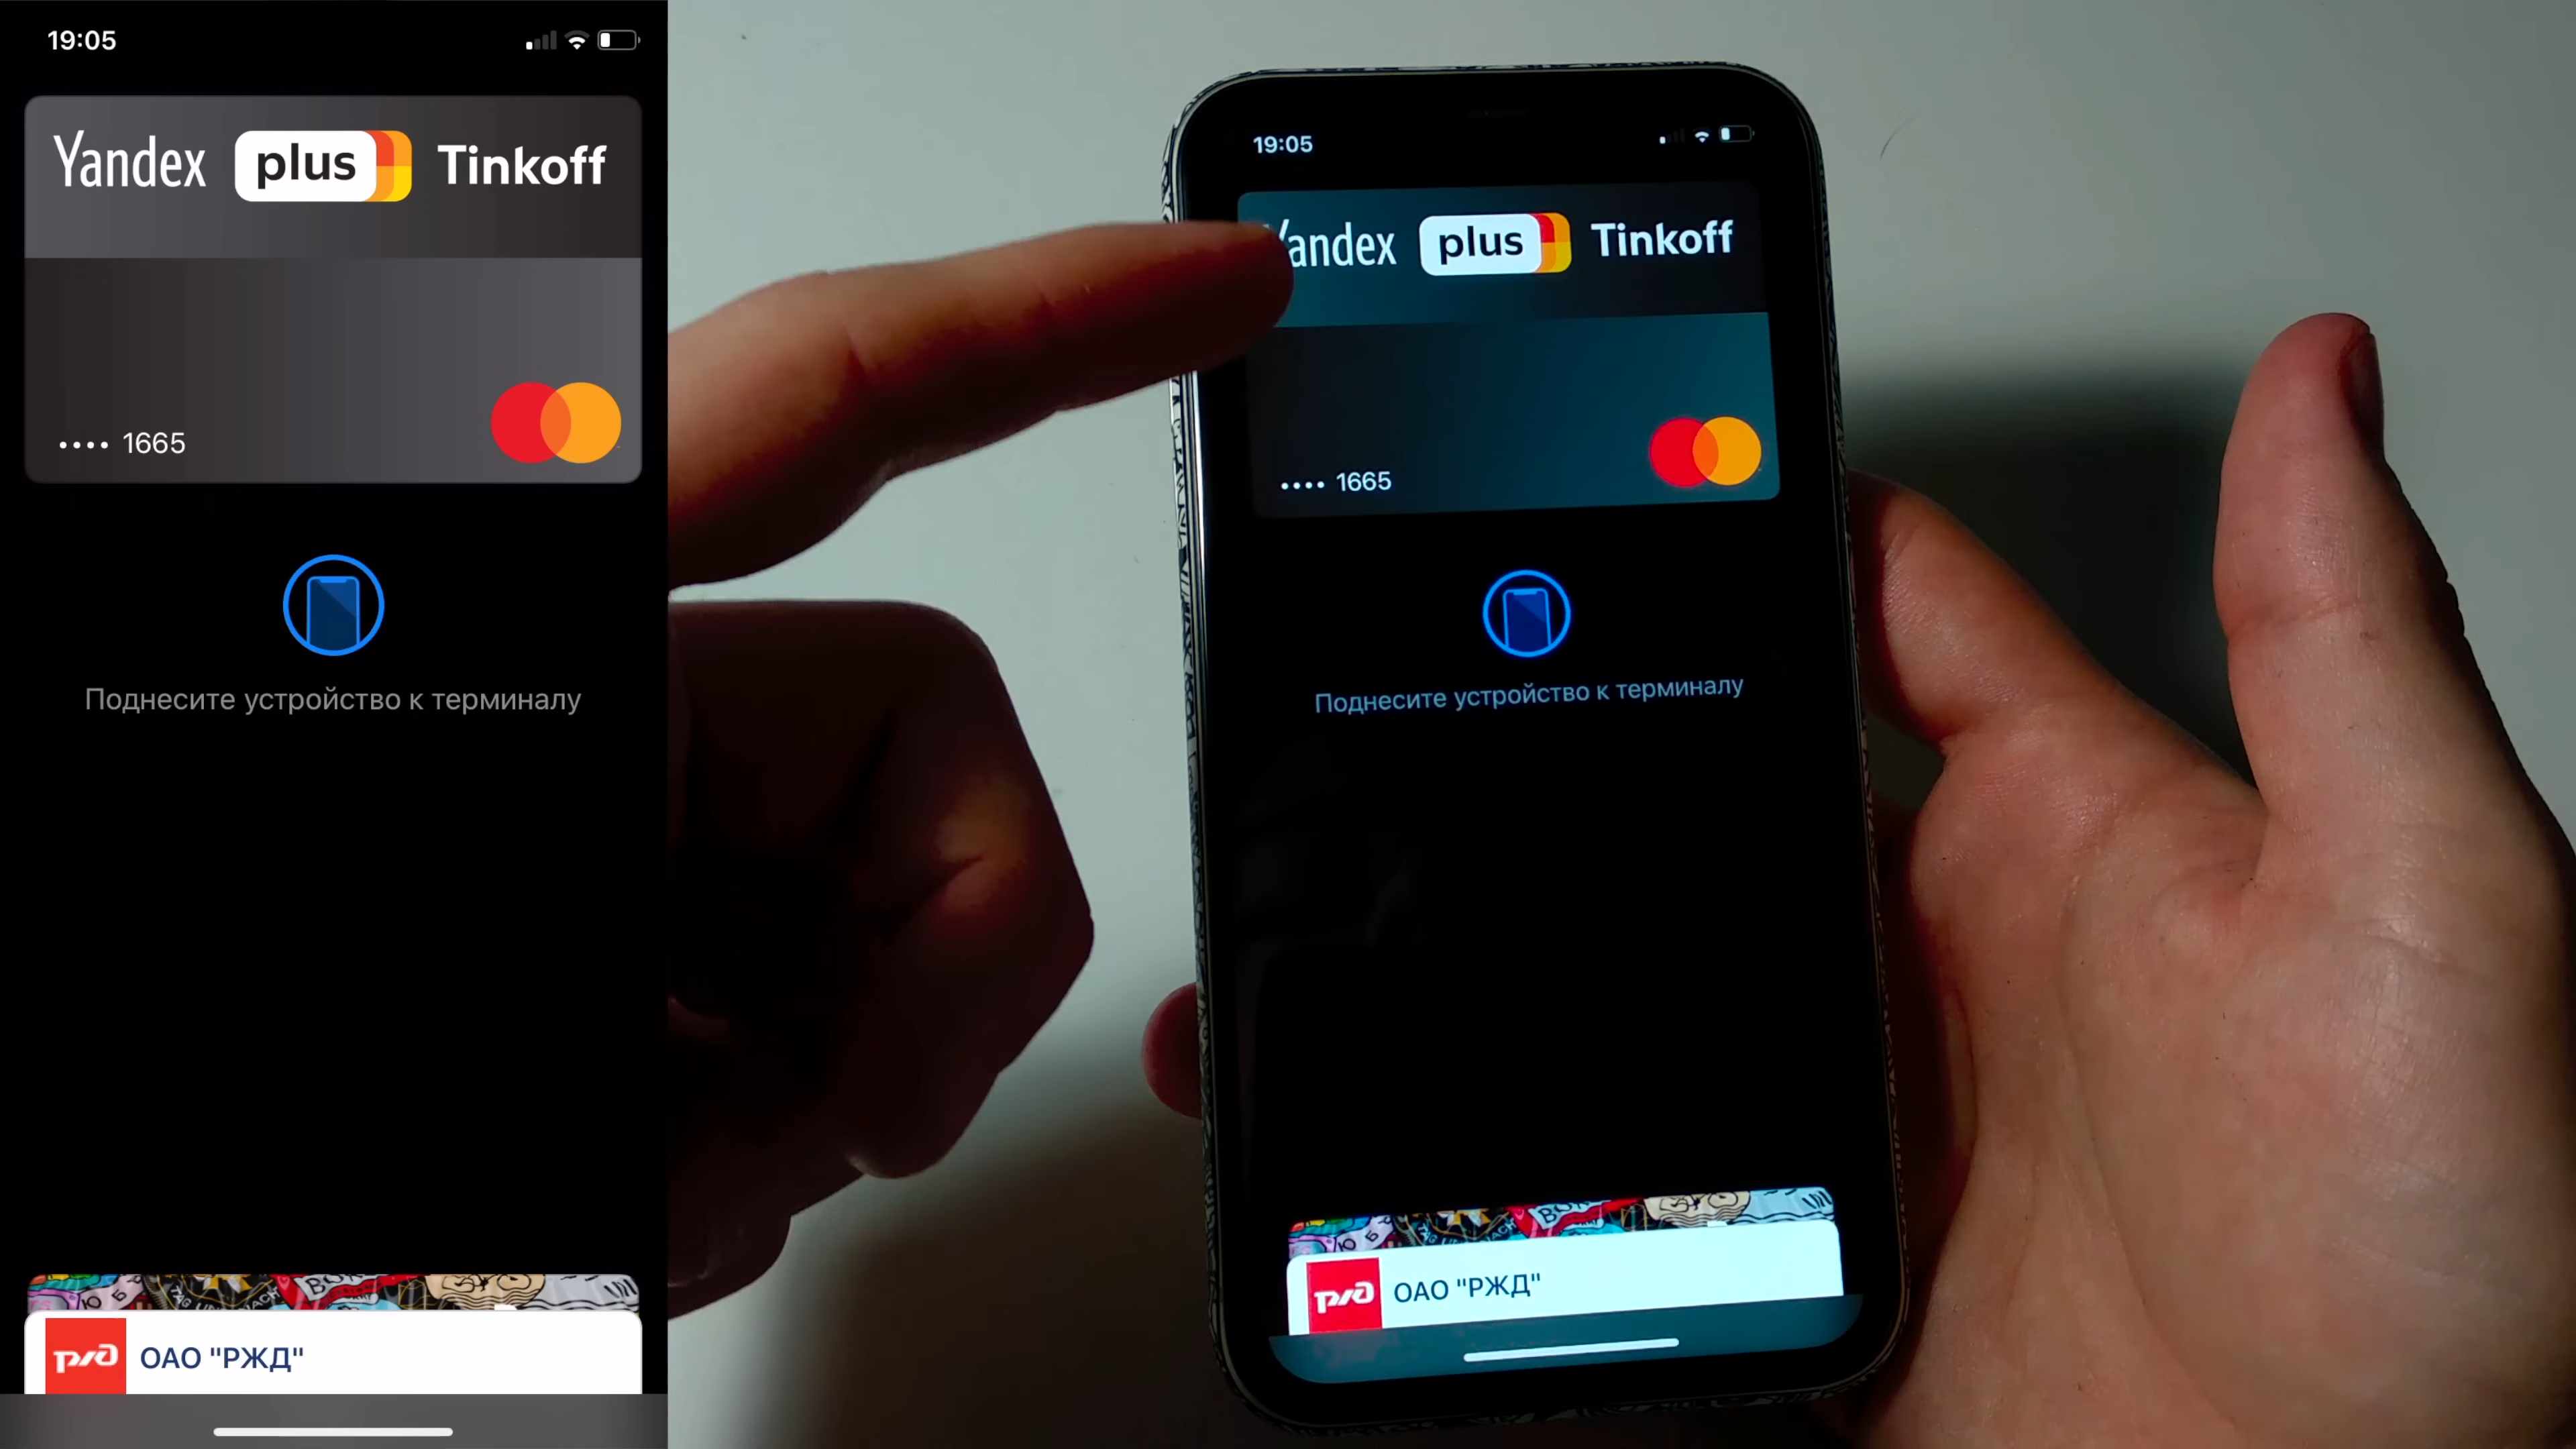 19:05
Yandex plus Tinkoff
•••• 1665
Поднесите устройство к терминалу
ОАО "РЖД"
19:05
Yandex plus Tinkoff
•••• 1665
Поднесите устройство к терминалу
ОАО "РЖД"